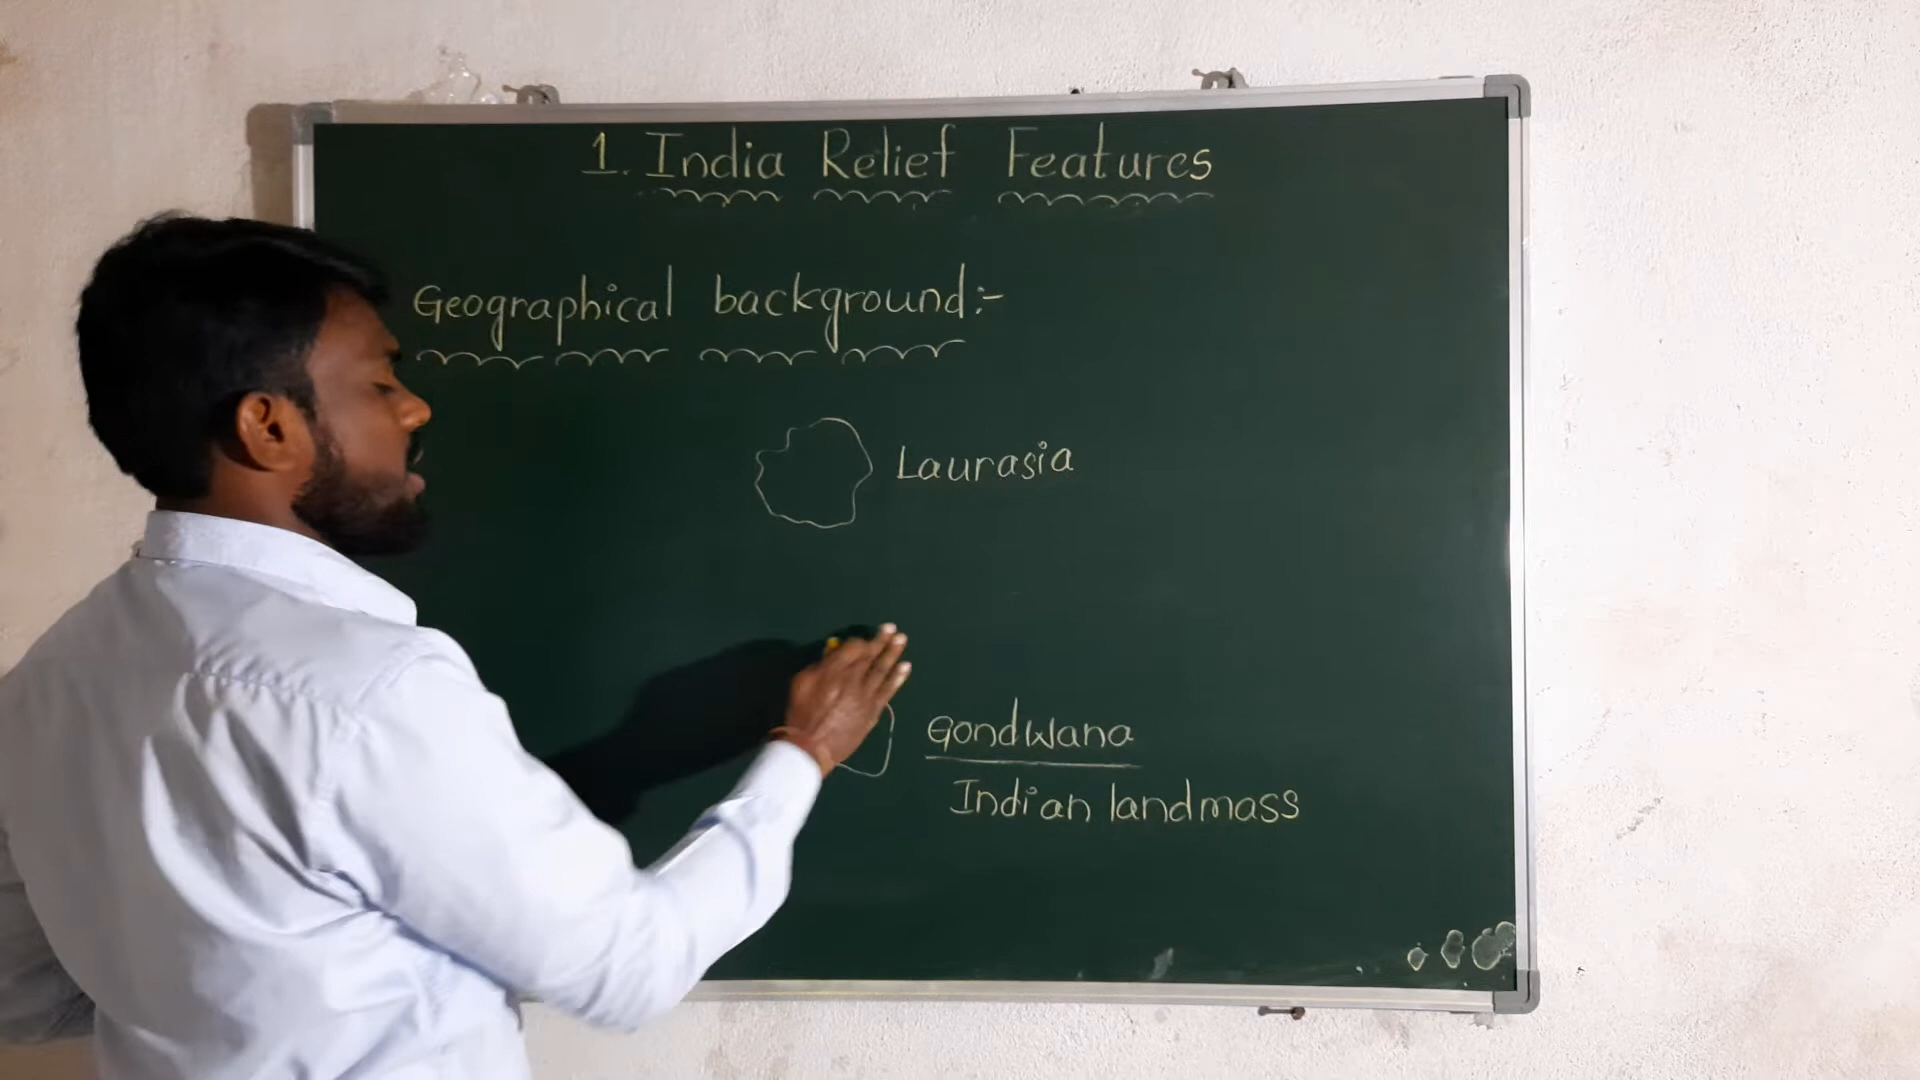 1. India Relief Features
Geographical background:-
Laurasia
Gondwana
Indian landmass